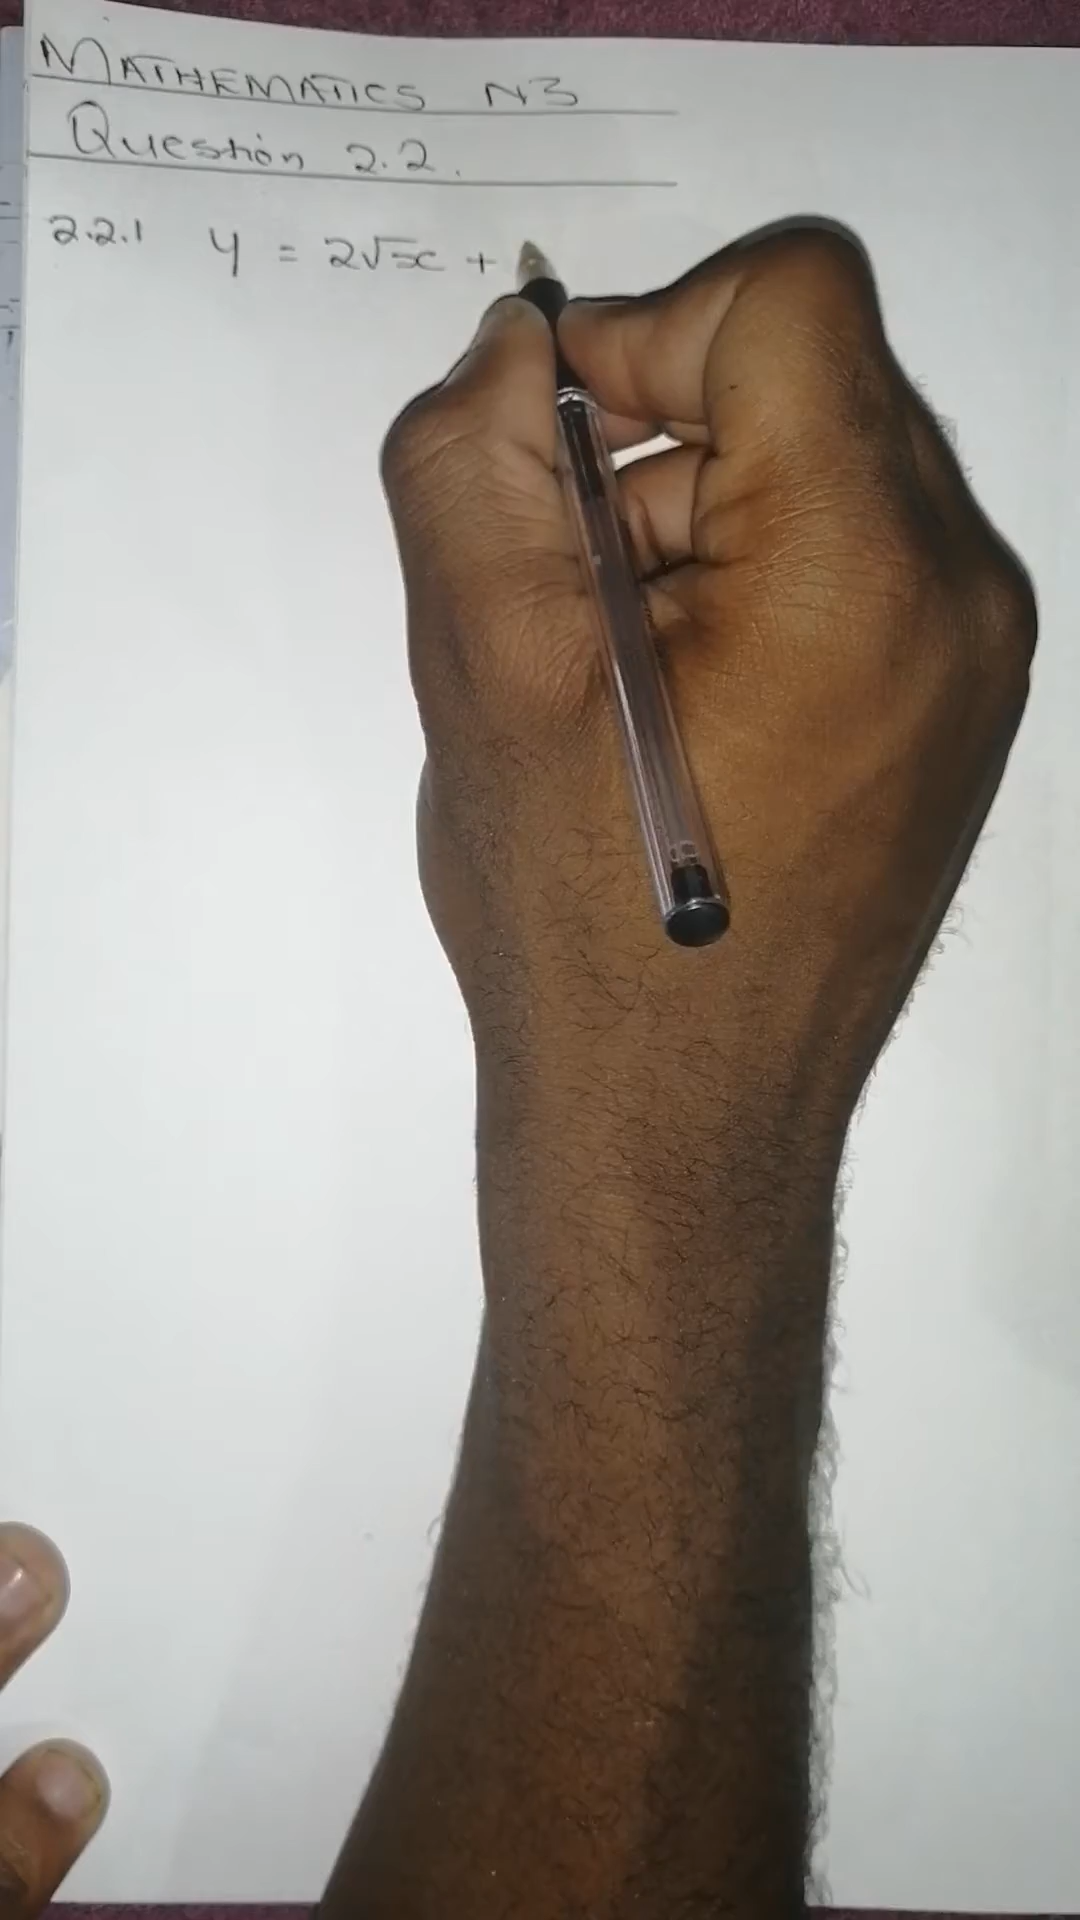 MATHEMATICS N3
Question 2.2.
2.2.1 y = 2√x +